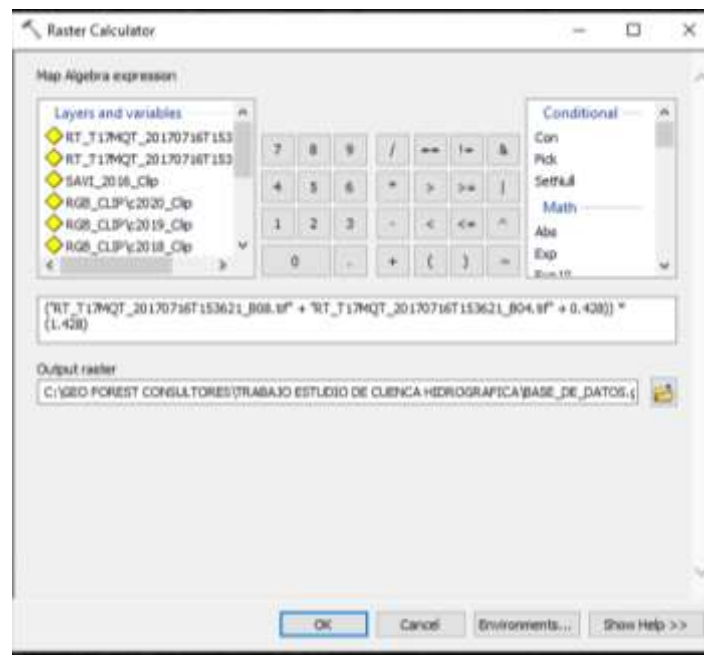 Raster Calculator
Map Algebra expression
Layers and variables
RT_T17MQT_20170716T153
RT_T17MQT_20170716T153
SAVI_2016_Clip
RGB_CLIP\c2020_Clip
RGB_CLIP\c2019_Clip
RGB_CLIP\c2018_Clip
7 8 9 / == != &
4 5 6 * > >= |
1 2 3 - < <= ^
0 . + ( ) ~
Conditional
Con
Pick
SetNull
Math
Abs
Exp
Exp10
("RT_T17MQT_20170716T153621_B08.tif" + "RT_T17MQT_20170716T153621_B04.tif" + 0.428)) *
(1.428)
Output raster
C:\GEO FOREST CONSULTORES\TRABAJO ESTUDIO DE CUENCA HIDROGRAFICA\BASE_DE_DATOS.g
OK Cancel Environments... Show Help >>